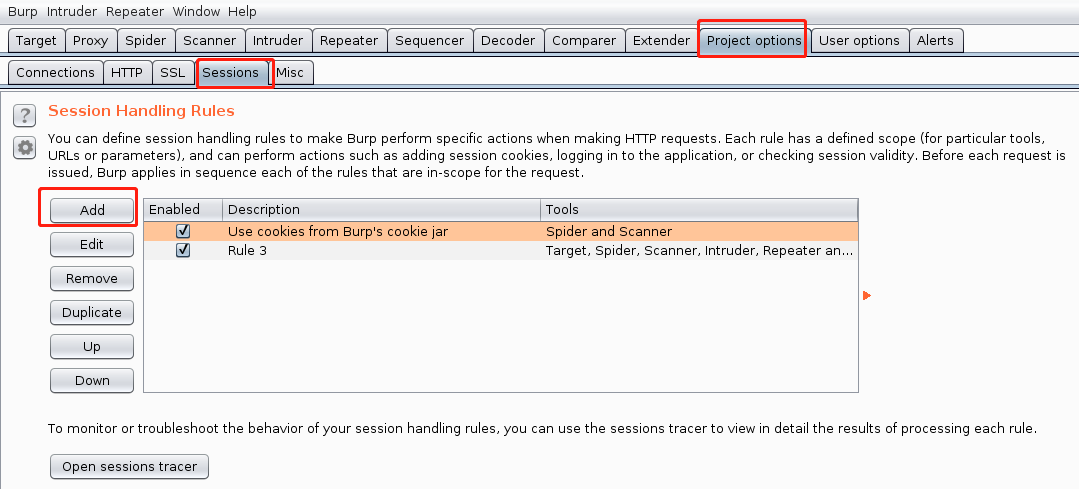 Burp Intruder Repeater Window Help
Target Proxy Spider Scanner Intruder Repeater Sequencer Decoder Comparer Extender Project options User options Alerts
Connections HTTP SSL Sessions Misc
? Session Handling Rules
You can define session handling rules to make Burp perform specific actions when making HTTP requests. Each rule has a defined scope (for particular tools,
URLs or parameters), and can perform actions such as adding session cookies, logging in to the application, or checking session validity. Before each request is
issued, Burp applies in sequence each of the rules that are in-scope for the request.
Add Enabled Description Tools
Use cookies from Burp's cookie jar Spider and Scanner
Edit Rule 3 Target, Spider, Scanner, Intruder, Repeater an...
Remove
Duplicate
Up
Down
To monitor or troubleshoot the behavior of your session handling rules, you can use the sessions tracer to view in detail the results of processing each rule.
Open sessions tracer